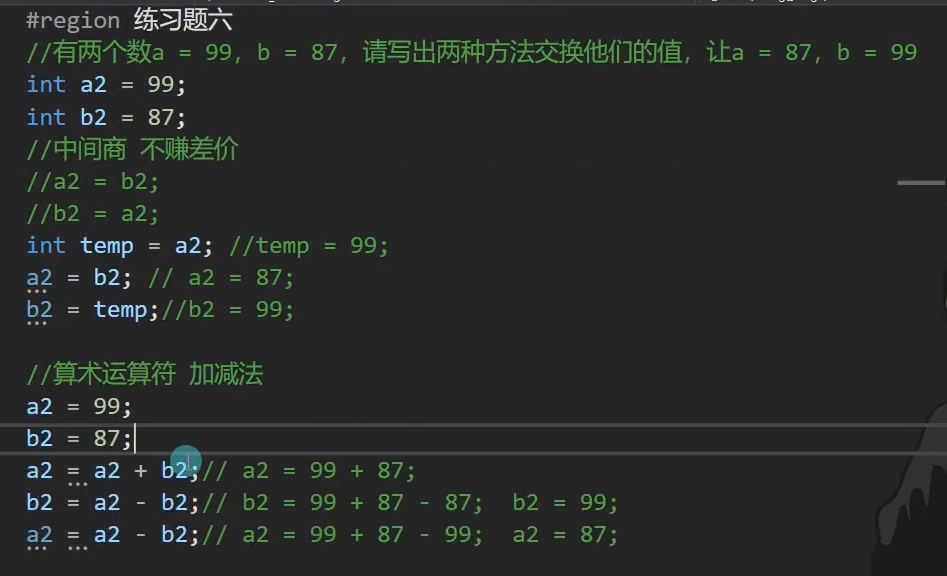 #region 练习题六
//有两个数a = 99，b = 87，请写出两种方法交换他们的值，让a = 87，b = 99
int a2 = 99;
int b2 = 87;
//中间商 不赚差价
//a2 = b2;
//b2 = a2;
int temp = a2; //temp = 99;
a2 = b2; // a2 = 87;
b2 = temp;//b2 = 99;
//算术运算符 加减法
a2 = 99;
b2 = 87;
a2 = a2 + b2;// a2 = 99 + 87;
b2 = a2 - b2;// b2 = 99 + 87 - 87;  b2 = 99;
a2 = a2 - b2;// a2 = 99 + 87 - 99;  a2 = 87;